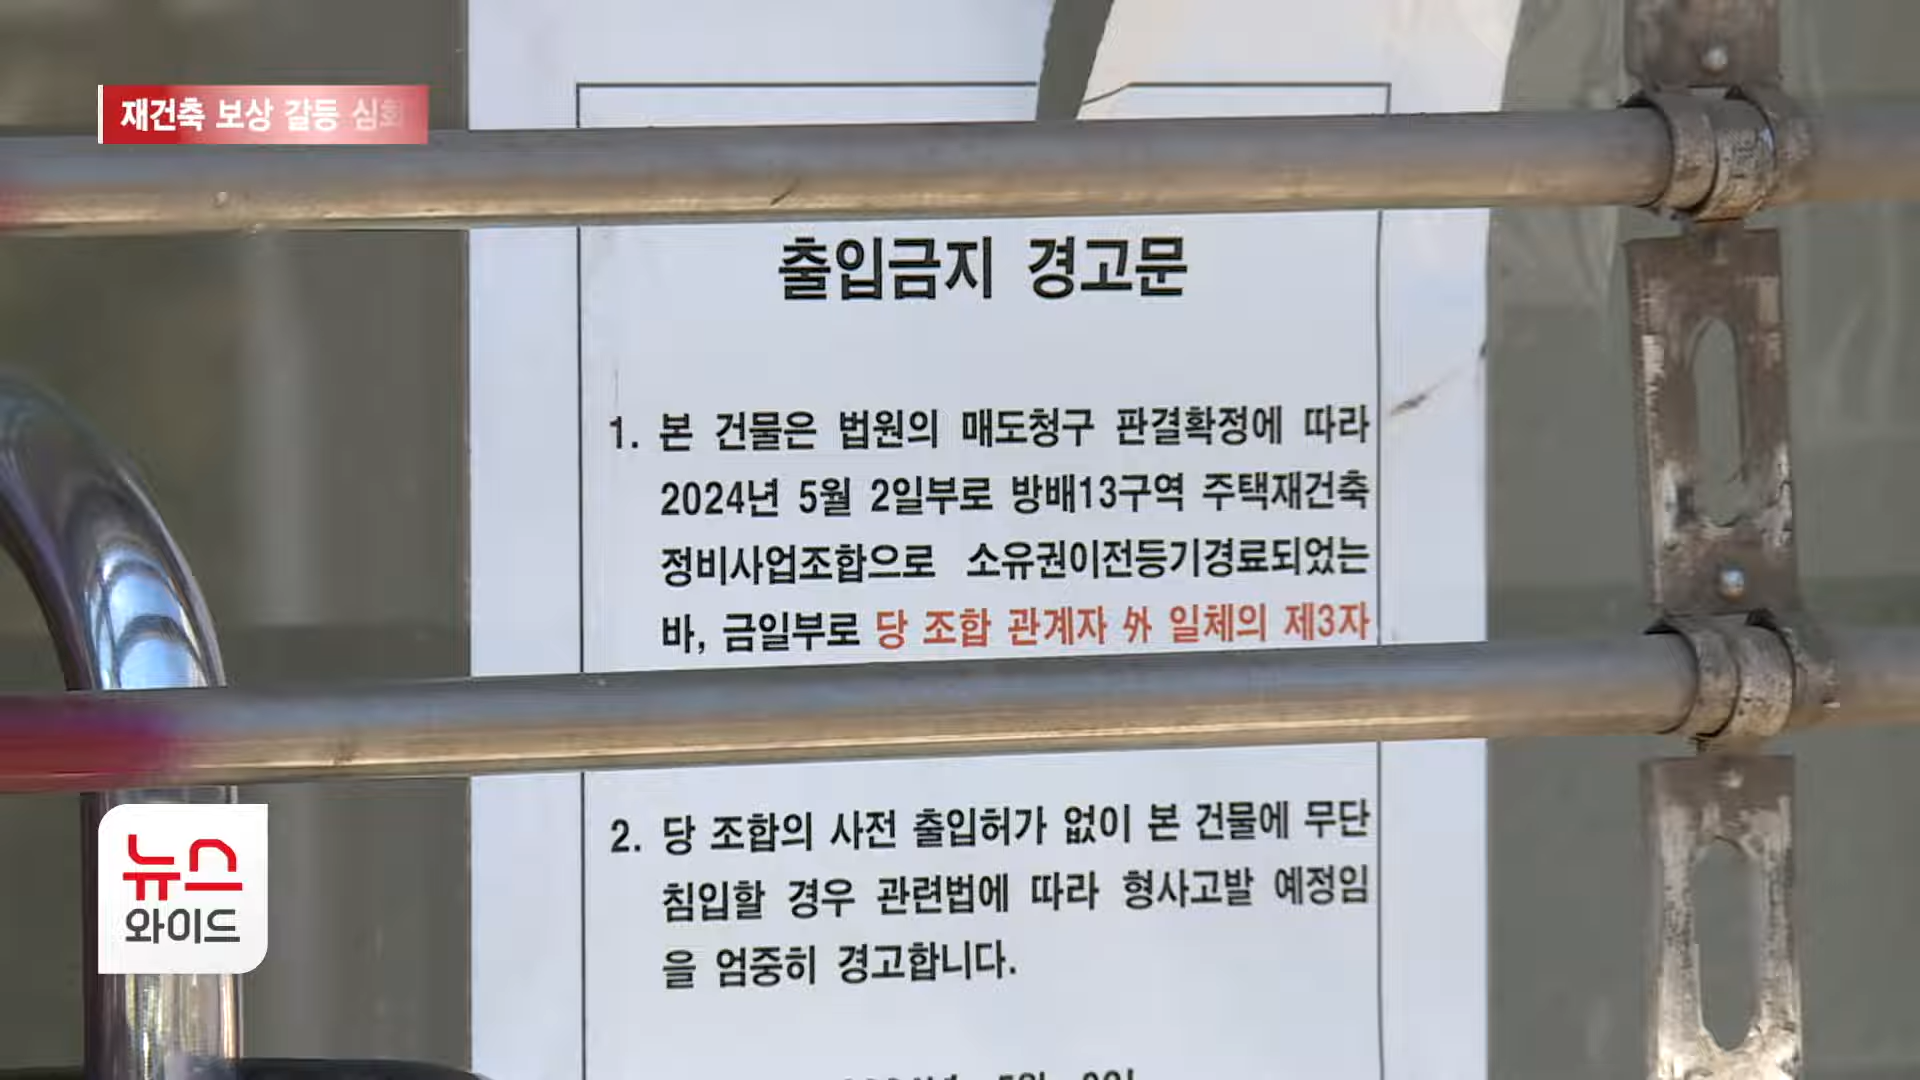 재건축 보상 갈등 심화
출입금지 경고문
1. 본 건물은 법원의 매도청구 판결확정에 따라
2024년 5월 2일부로 방배13구역 주택재건축
정비사업조합으로 소유권이전등기경료되었는
바, 금일부로 당 조합 관계자 外 일체의 제3자
2. 당 조합의 사전 출입허가 없이 본 건물에 무단
침입할 경우 관련법에 따라 형사고발 예정임
을 엄중히 경고합니다.
뉴스
와이드